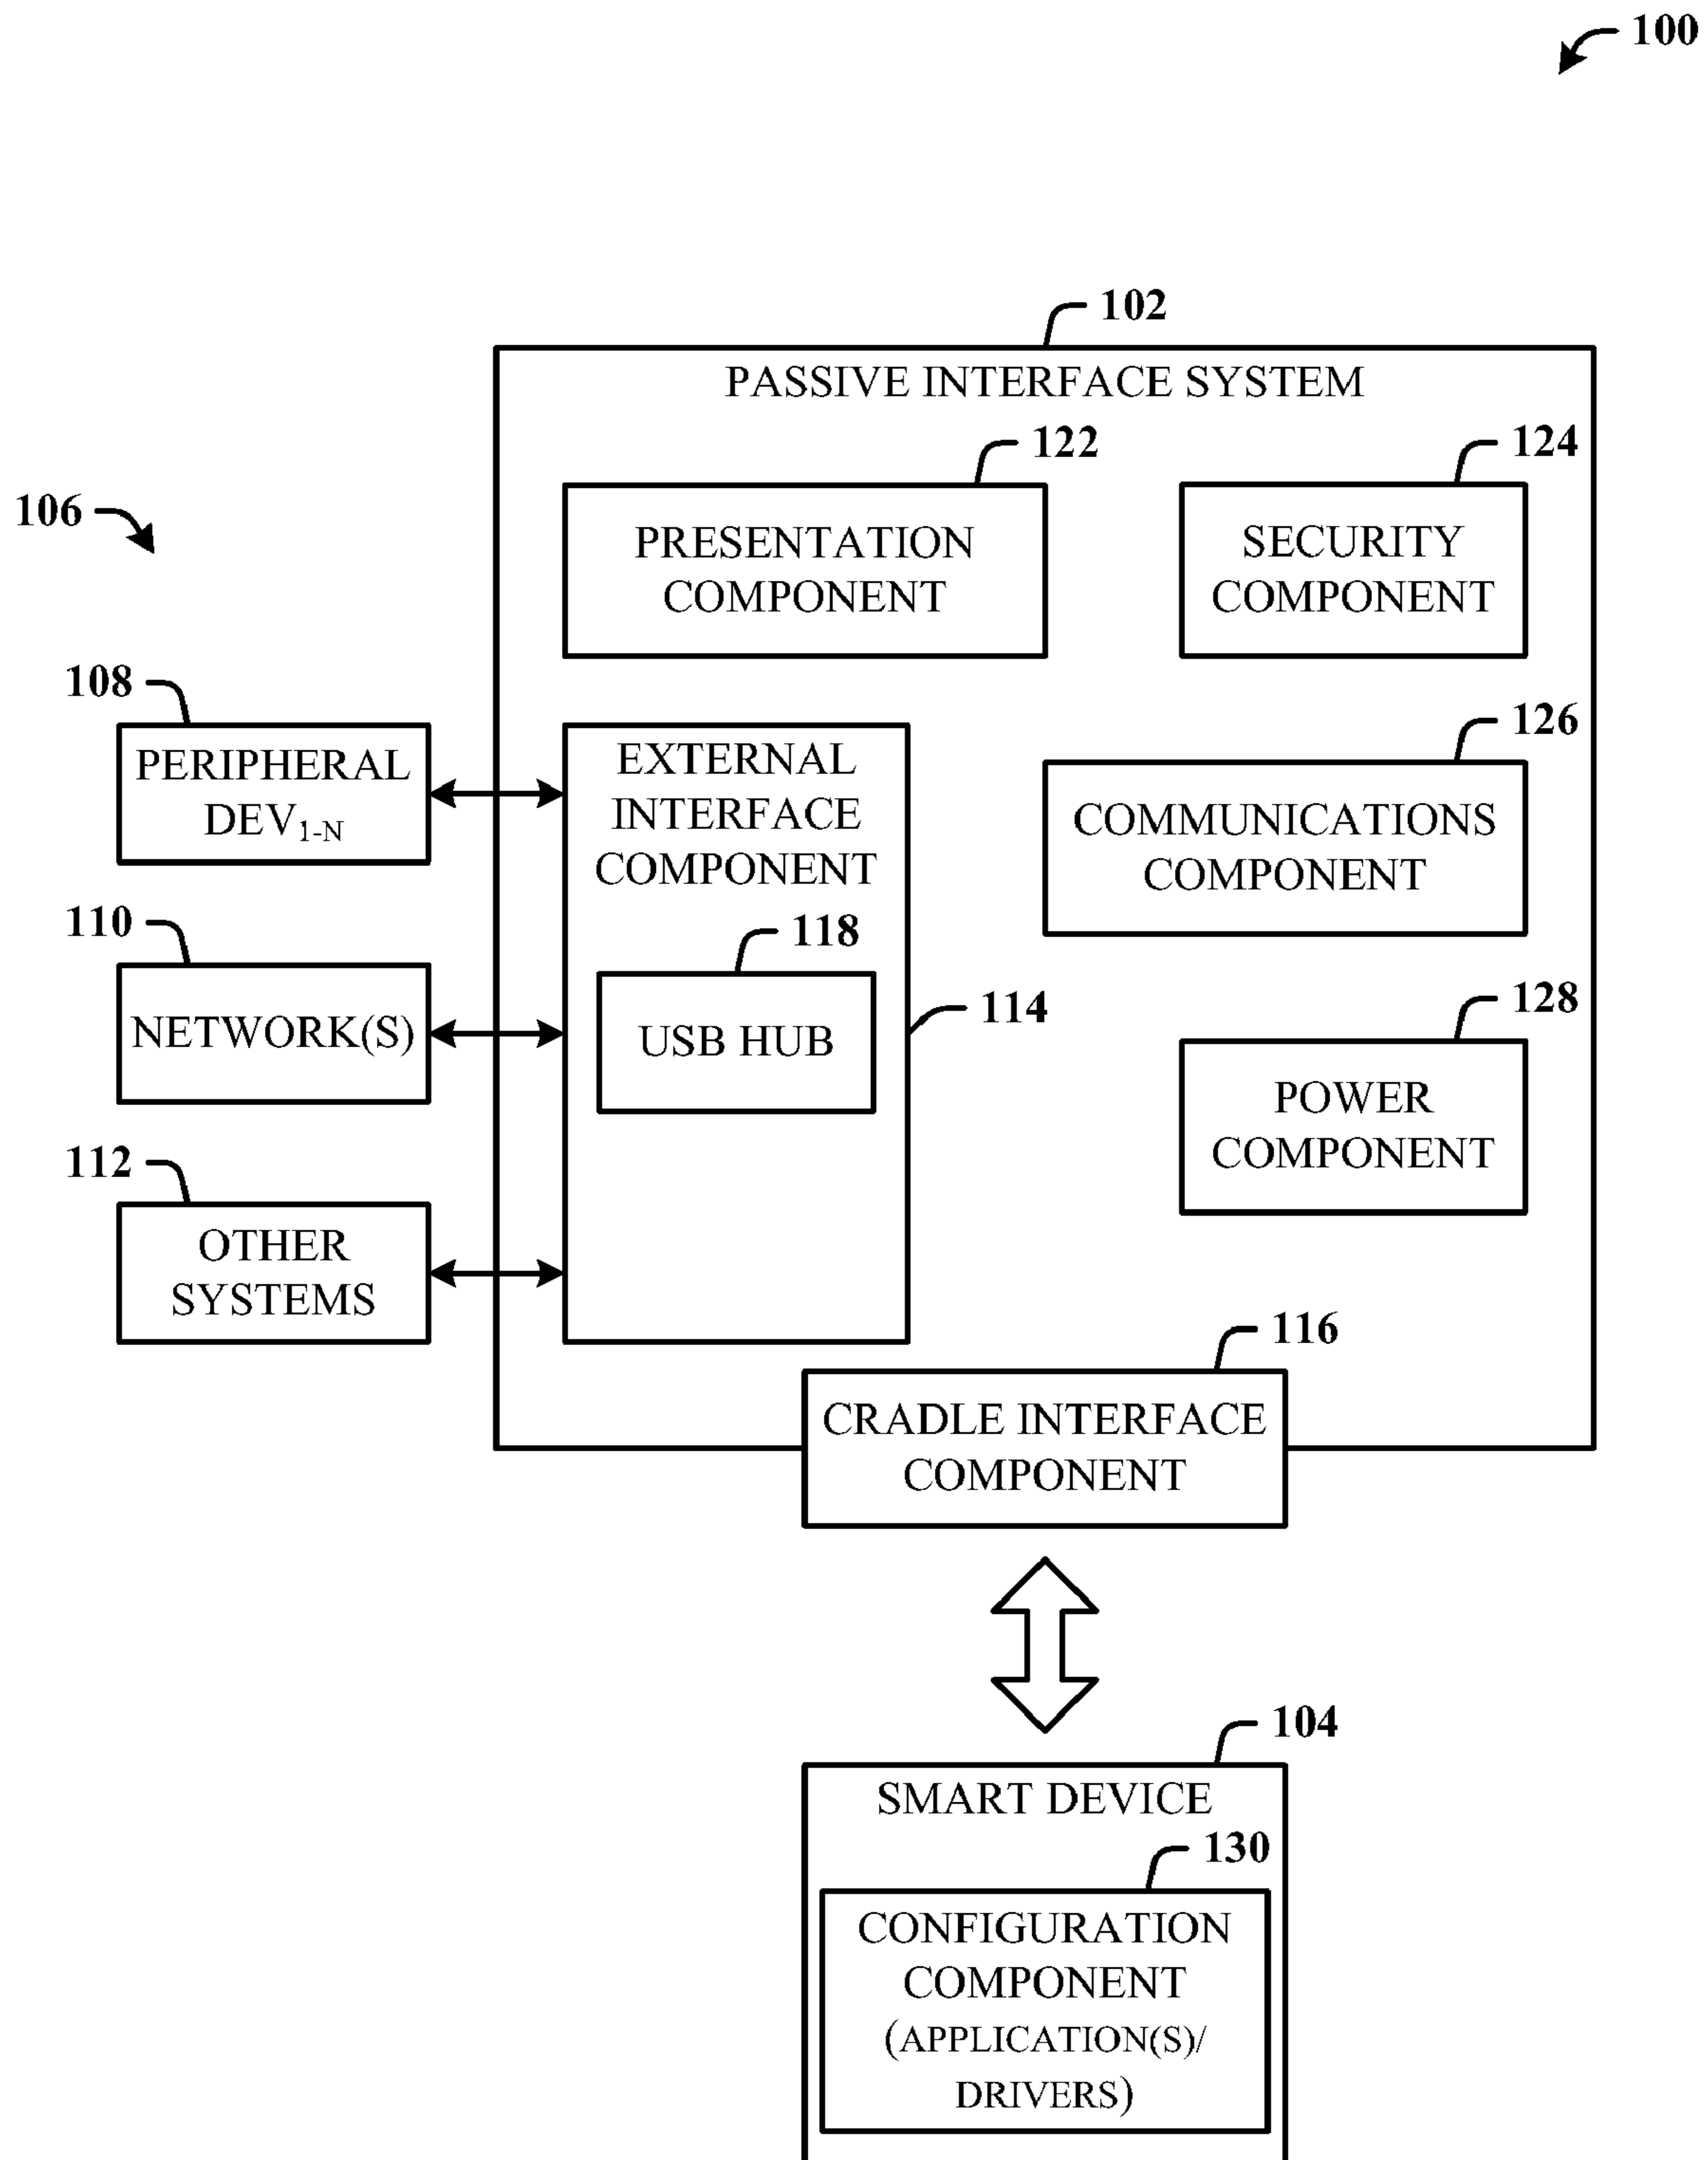 100
102
PASSIVE INTERFACE SYSTEM
122
124
106
PRESENTATION
COMPONENT
SECURITY
COMPONENT
108
PERIPHERAL
DEV1-N
EXTERNAL
INTERFACE
COMPONENT
126
COMMUNICATIONS
COMPONENT
110
NETWORK(S)
118
USB HUB
114
128
POWER
COMPONENT
112
OTHER
SYSTEMS
116
CRADLE INTERFACE
COMPONENT
104
SMART DEVICE
130
CONFIGURATION
COMPONENT
(APPLICATION(S)/
DRIVERS)